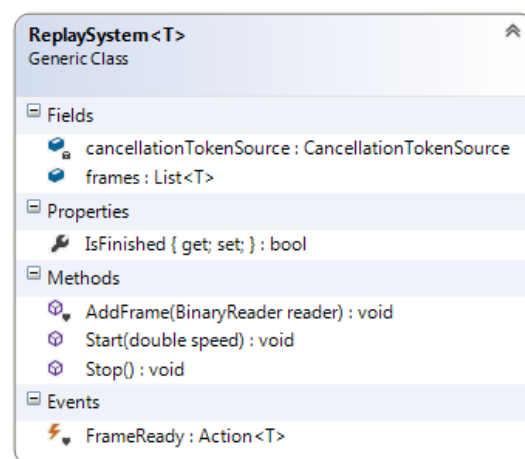 ReplaySystem<T>
Generic Class
Fields
cancellationTokenSource : CancellationTokenSource
frames : List<T>
Properties
IsFinished { get; set; } : bool
Methods
AddFrame(BinaryReader reader) : void
Start(double speed) : void
Stop() : void
Events
FrameReady : Action<T>